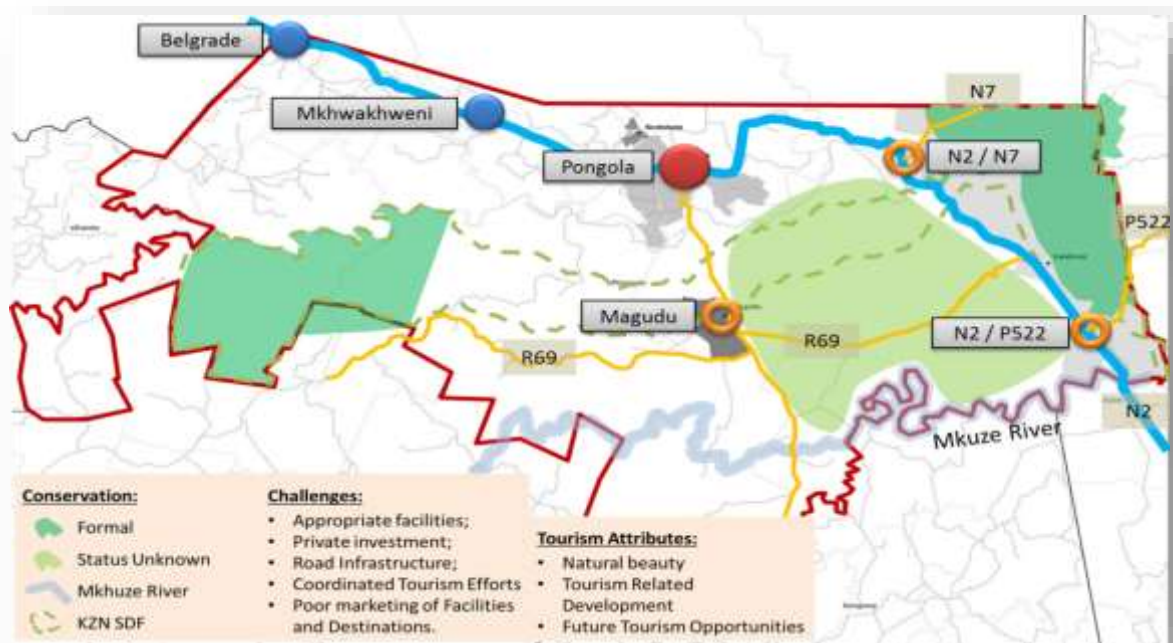 Belgrade
N7
Mkhwakhweni
Pongola
N2 / N7
P522
Magudu
R69
R69
N2 / P522
N2
Mkuze River
Conservation:
Formal
Status Unknown
Mkhuze River
KZN SDF
Challenges:
• Appropriate facilities;
• Private investment;
• Road Infrastructure;
• Coordinated Tourism Efforts
• Poor marketing of Facilities
and Destinations.
Tourism Attributes:
• Natural beauty
• Tourism Related
Development
• Future Tourism Opportunities